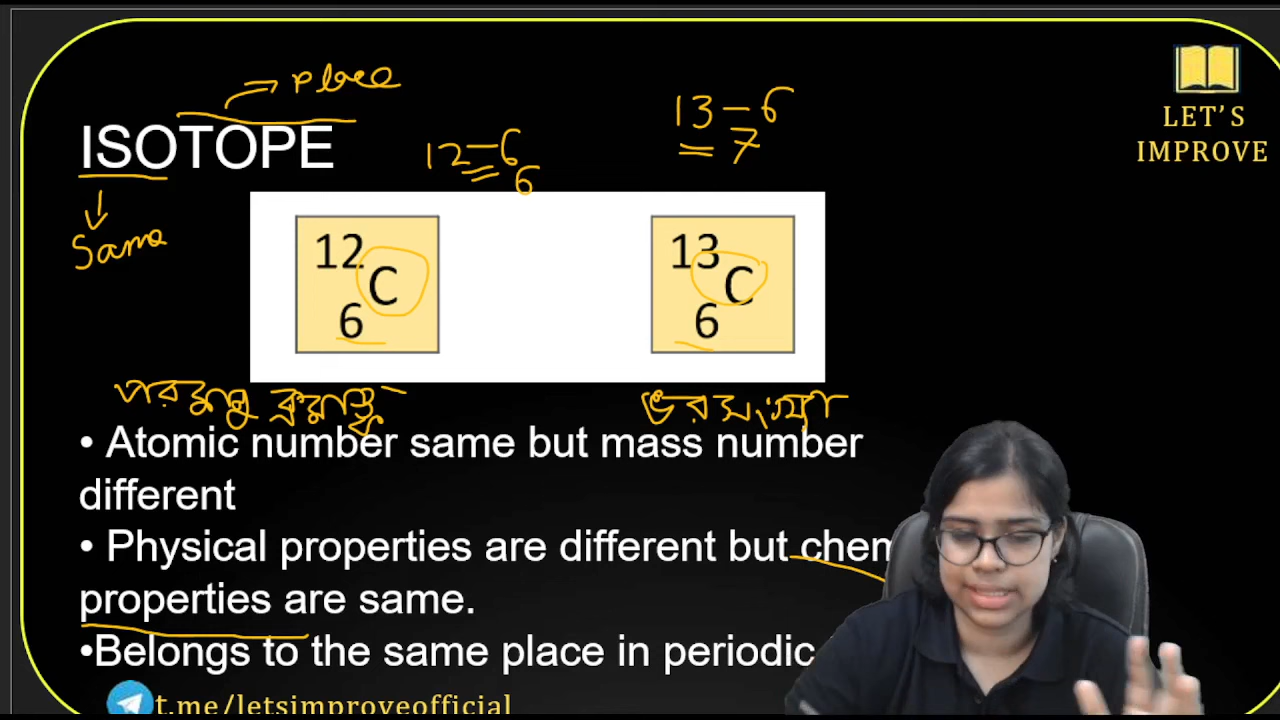 ⇒ place
ISOTOPE
Same
12-6
6
13-6
7
LET'S
IMPROVE
12
C
6
13
C
6
পরমাণু ক্রমাঙ্ক
ভরসংখ্যা
• Atomic number same but mass number
different
• Physical properties are different but chem
properties are same.
•Belongs to the same place in periodic
t.me/letsimproveofficial